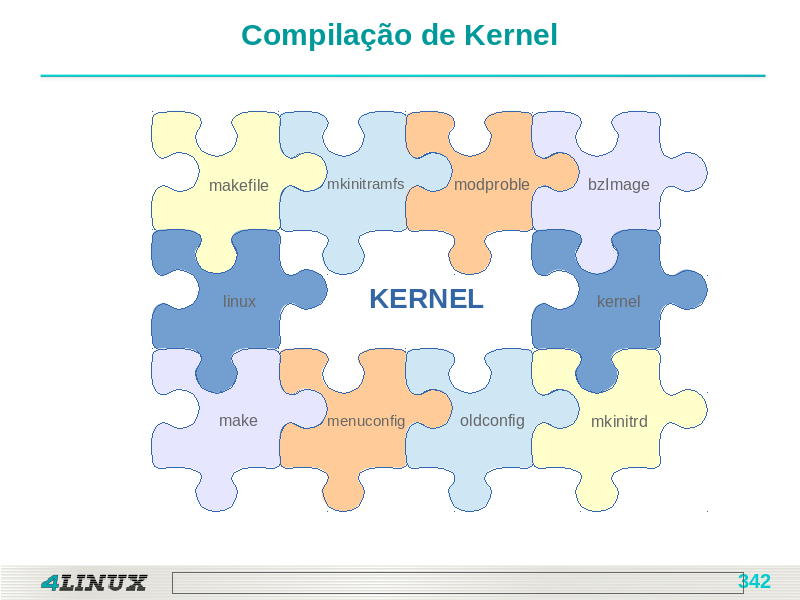 Compilação de Kernel
makefile
mkinitramfs
modproble
bzImage
linux
KERNEL
kernel
make
menuconfig
oldconfig
mkinitrd
4LINUX
342